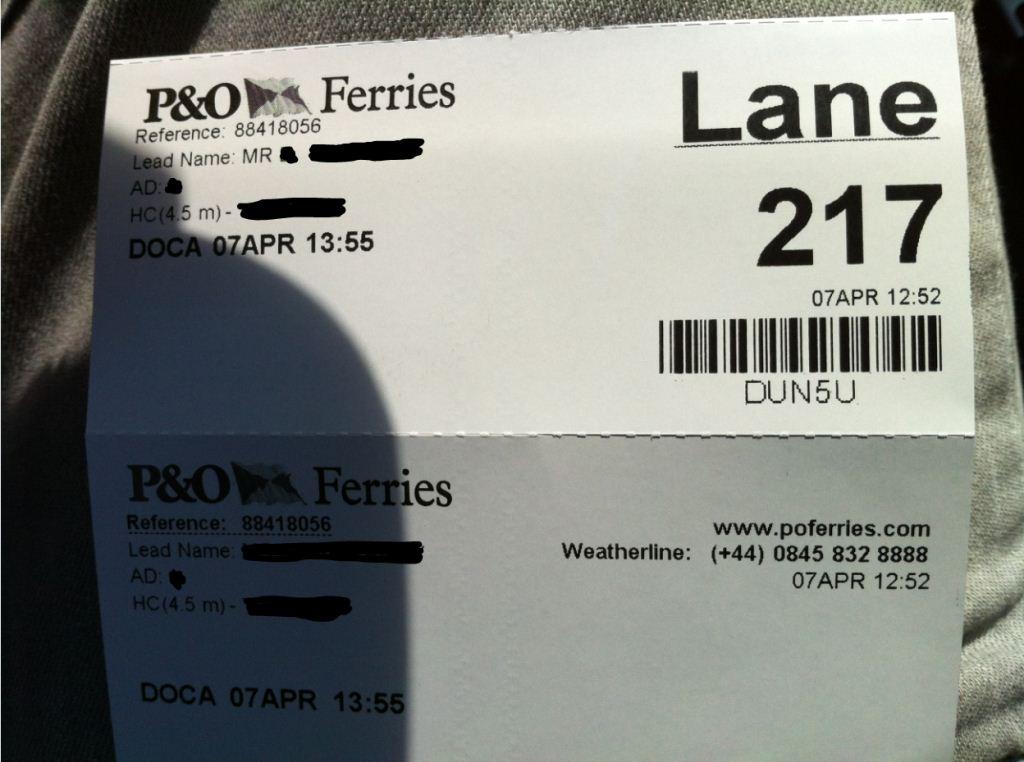 P&O Ferries
Reference: 88418056
Lead Name: MR
AD:
HC(4.5 m) -
DOCA 07APR 13:55
Lane
217
07APR 12:52
DUN5U
P&O Ferries
Reference: 88418056
Lead Name:
AD:
HC(4.5 m) -
www.poferries.com
Weatherline: (+44) 0845 832 8888
07APR 12:52
DOCA 07APR 13:55